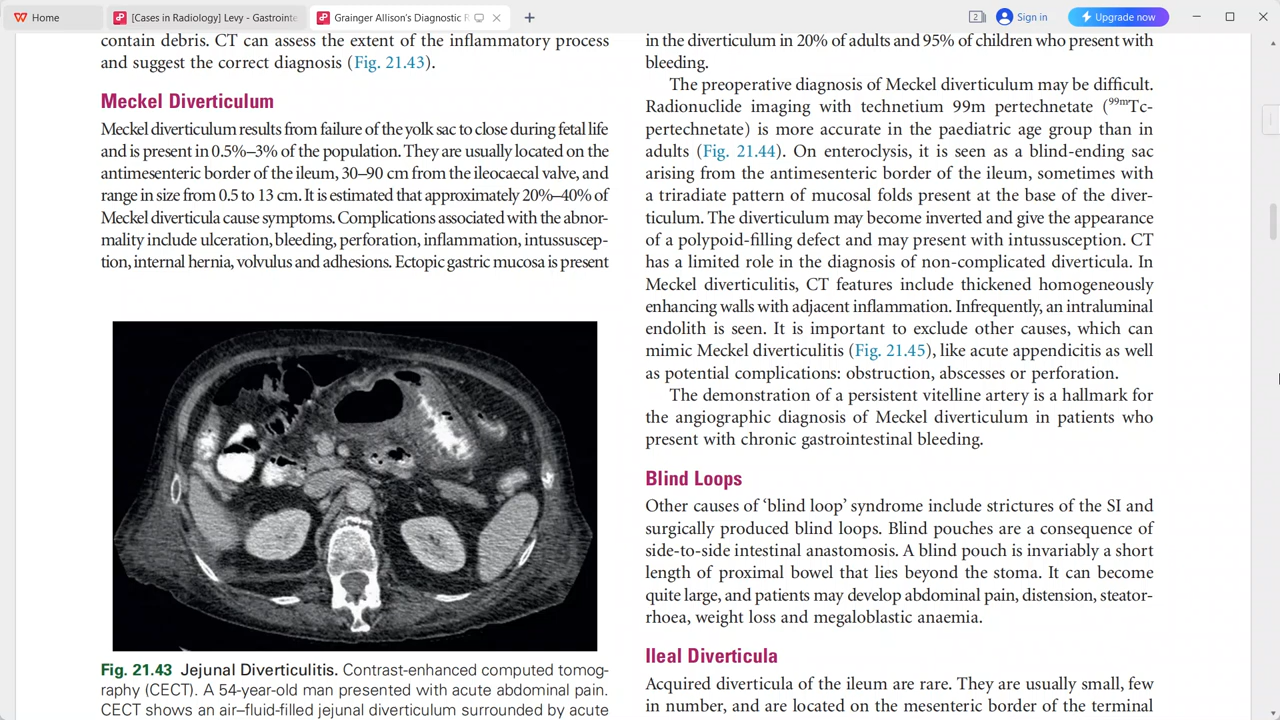 Home
[Cases in Radiology] Levy - Gastrointe
Grainger Allison's Diagnostic R
2
Sign in
Upgrade now
contain debris. CT can assess the extent of the inflammatory process
and suggest the correct diagnosis (Fig. 21.43).
Meckel Diverticulum
Meckel diverticulum results from failure of the yolk sac to close during fetal life
and is present in 0.5%–3% of the population. They are usually located on the
antimesenteric border of the ileum, 30–90 cm from the ileocaecal valve, and
range in size from 0.5 to 13 cm. It is estimated that approximately 20%–40% of
Meckel diverticula cause symptoms. Complications associated with the abnor-
mality include ulceration, bleeding, perforation, inflammation, intussuscep-
tion, internal hernia, volvulus and adhesions. Ectopic gastric mucosa is present
Fig. 21.43 Jejunal Diverticulitis. Contrast-enhanced computed tomog-
raphy (CECT). A 54-year-old man presented with acute abdominal pain.
CECT shows an air–fluid-filled jejunal diverticulum surrounded by acute
in the diverticulum in 20% of adults and 95% of children who present with
bleeding.
The preoperative diagnosis of Meckel diverticulum may be difficult.
Radionuclide imaging with technetium 99m pertechnetate (99mTc-
pertechnetate) is more accurate in the paediatric age group than in
adults (Fig. 21.44). On enteroclysis, it is seen as a blind-ending sac
arising from the antimesenteric border of the ileum, sometimes with
a triradiate pattern of mucosal folds present at the base of the diver-
ticulum. The diverticulum may become inverted and give the appearance
of a polypoid-filling defect and may present with intussusception. CT
has a limited role in the diagnosis of non-complicated diverticula. In
Meckel diverticulitis, CT features include thickened homogeneously
enhancing walls with adjacent inflammation. Infrequently, an intraluminal
endolith is seen. It is important to exclude other causes, which can
mimic Meckel diverticulitis (Fig. 21.45), like acute appendicitis as well
as potential complications: obstruction, abscesses or perforation.
The demonstration of a persistent vitelline artery is a hallmark for
the angiographic diagnosis of Meckel diverticulum in patients who
present with chronic gastrointestinal bleeding.
Blind Loops
Other causes of ‘blind loop’ syndrome include strictures of the SI and
surgically produced blind loops. Blind pouches are a consequence of
side-to-side intestinal anastomosis. A blind pouch is invariably a short
length of proximal bowel that lies beyond the stoma. It can become
quite large, and patients may develop abdominal pain, distension, steator-
rhoea, weight loss and megaloblastic anaemia.
Ileal Diverticula
Acquired diverticula of the ileum are rare. They are usually small, few
in number, and are located on the mesenteric border of the terminal